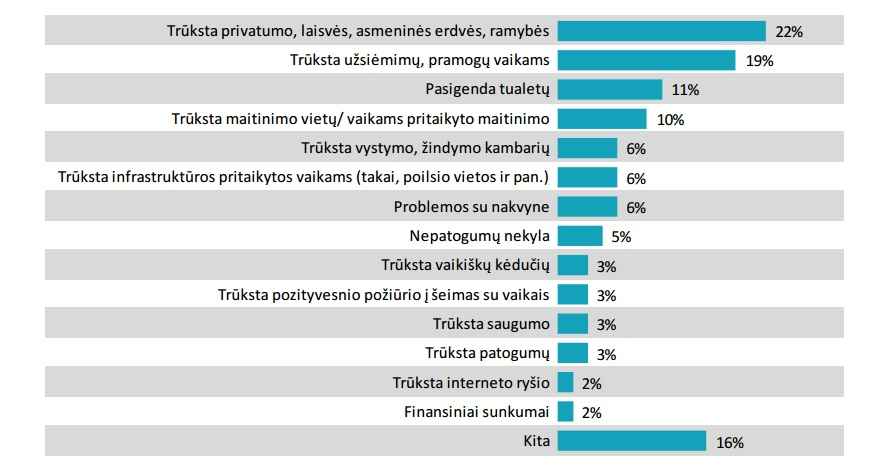 Trūksta privatumo, laisvės, asmeninės erdvės, ramybės 22%
Trūksta užsiėmimų, pramogų vaikams 19%
Pasigenda tualetų 11%
Trūksta maitinimo vietų/ vaikams pritaikyto maitinimo 10%
Trūksta vystymo, žindymo kambarių 6%
Trūksta infrastruktūros pritaikytos vaikams (takai, poilsio vietos ir pan.) 6%
Problemos su nakvyne 6%
Nepatogumų nekyla 5%
Trūksta vaikiškų kėdučių 3%
Trūksta pozityvesnio požiūrio į šeimas su vaikais 3%
Trūksta saugumo 3%
Trūksta patogumų 3%
Trūksta interneto ryšio 2%
Finansiniai sunkumai 2%
Kita 16%